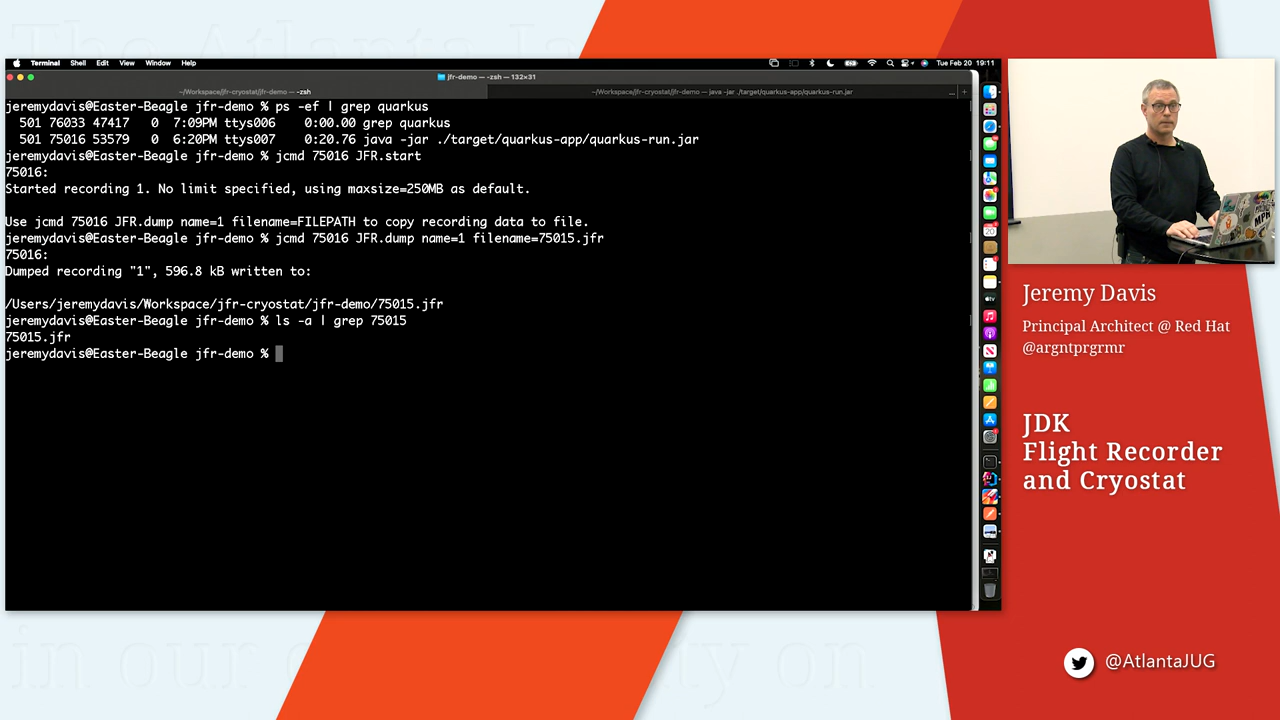 The Atlanta Ja
Terminal Shell Edit View Window Help
Tue Feb 20 19:11
jfr-demo — -zsh — 132×31
~/Workspace/jfr-cryostat/jfr-demo — -zsh
~/Workspace/jfr-cryostat/jfr-demo — java -jar ./target/quarkus-app/quarkus-run.jar
... +
jeremydavis@Easter-Beagle jfr-demo % ps -ef | grep quarkus
501 76033 47417 0 7:09PM ttys006 0:00.00 grep quarkus
501 75016 53579 0 6:20PM ttys007 0:20.76 java -jar ./target/quarkus-app/quarkus-run.jar
jeremydavis@Easter-Beagle jfr-demo % jcmd 75016 JFR.start
75016:
Started recording 1. No limit specified, using maxsize=250MB as default.
Use jcmd 75016 JFR.dump name=1 filename=FILEPATH to copy recording data to file.
jeremydavis@Easter-Beagle jfr-demo % jcmd 75016 JFR.dump name=1 filename=75015.jfr
75016:
Dumped recording "1", 596.8 kB written to:
/Users/jeremydavis/Workspace/jfr-cryostat/jfr-demo/75015.jfr
jeremydavis@Easter-Beagle jfr-demo % ls -a | grep 75015
75015.jfr
jeremydavis@Easter-Beagle jfr-demo %
MPH
Jeremy Davis
Principal Architect @ Red Hat
@argntprgrmr
JDK
Flight Recorder
and Cryostat
@AtlantaJUG